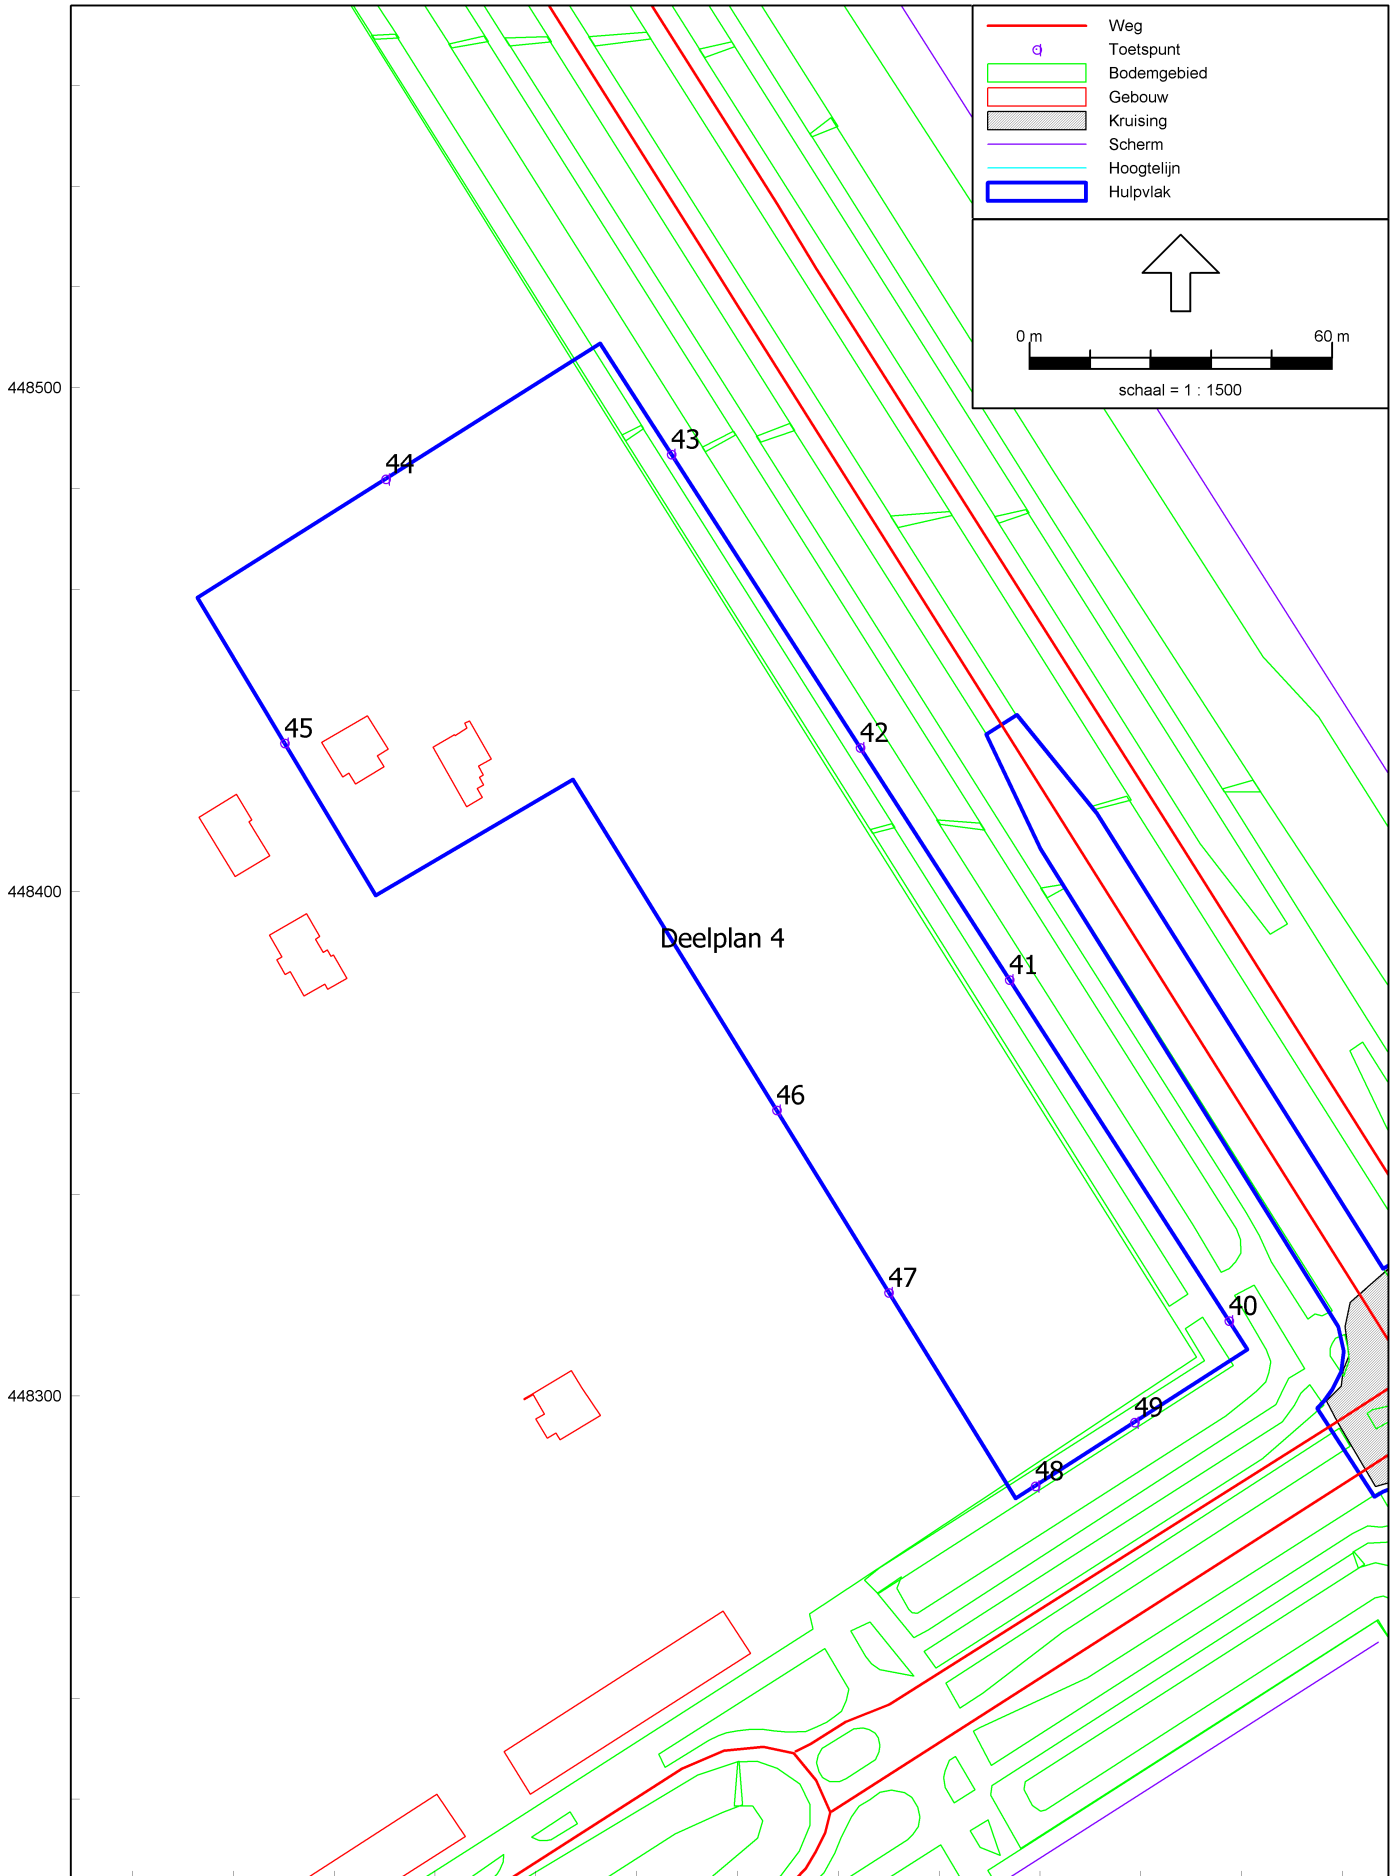 Weg
Toetspunt
Bodemgebied
Gebouw
Kruising
Scherm
Hoogtelijn
Hulpvlak
0 m 60 m
schaal = 1 : 1500
448500
43
44
45
42
448400
Deelplan 4
41
46
47
40
448300
49
48